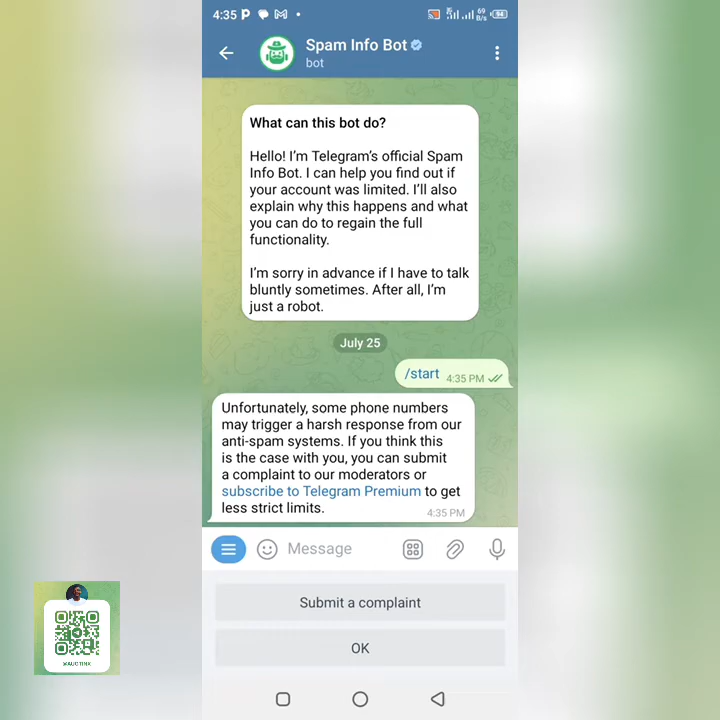 4:35
69
B/s
94
Spam Info Bot
bot
What can this bot do?
Hello! I'm Telegram's official Spam
Info Bot. I can help you find out if
your account was limited. I'll also
explain why this happens and what
you can do to regain the full
functionality.
I'm sorry in advance if I have to talk
bluntly sometimes. After all, I'm
just a robot.
July 25
/start 4:35 PM
Unfortunately, some phone numbers
may trigger a harsh response from our
anti-spam systems. If you think this
is the case with you, you can submit
a complaint to our moderators or
subscribe to Telegram Premium to get
less strict limits.
4:35 PM
Message
Submit a complaint
OK